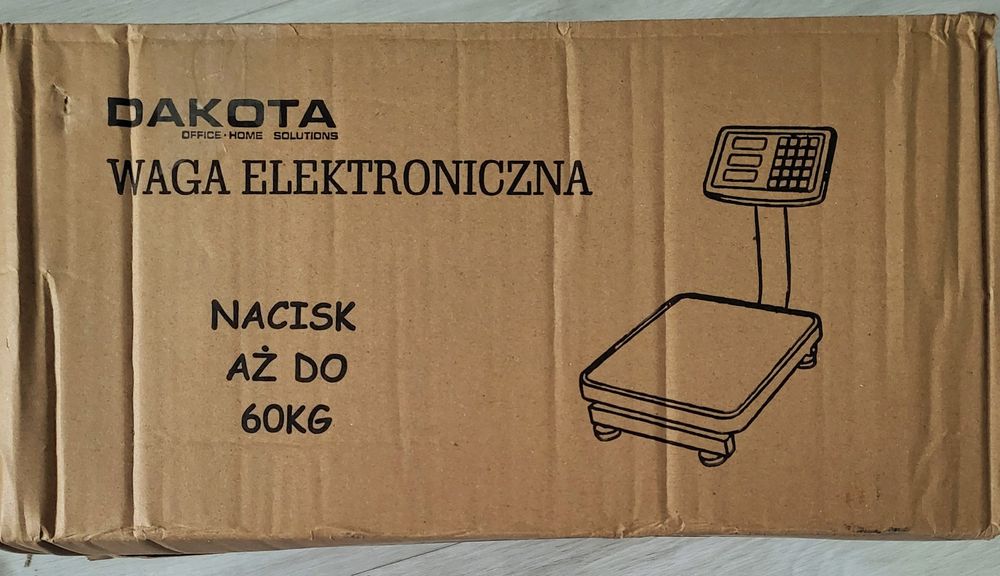 DAKOTA
OFFICE·HOME SOLUTIONS
WAGA ELEKTRONICZNA
NACISK
AŻ DO
60KG